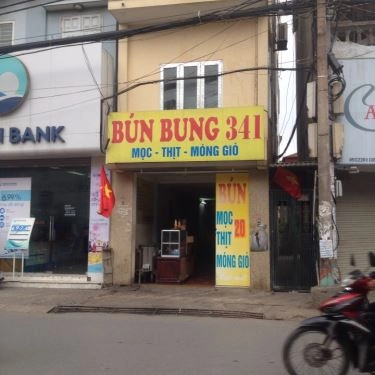 BÚN BUNG 341
MỌC - THỊT - MÓNG GIÒ
BANK
BÚN
MỌC
20
THỊT
MÓNG GIÒ